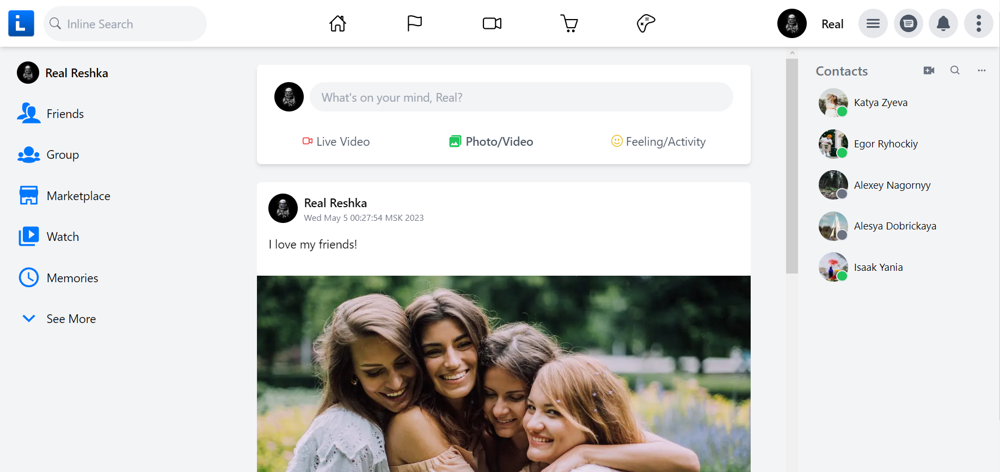 iL
Inline Search
Real
Real Reshka
Friends
Group
Marketplace
Watch
Memories
See More
What's on your mind, Real?
Live Video
Photo/Video
Feeling/Activity
Real Reshka
Wed May 5 00:27:54 MSK 2023
I love my friends!
Contacts
Katya Zyeva
Egor Ryhockiy
Alexey Nagornyy
Alesya Dobrickaya
Isaak Yania